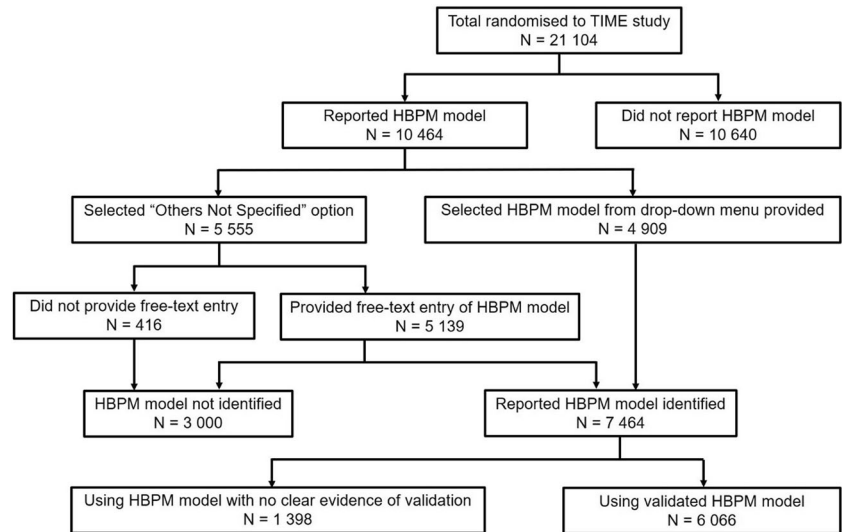 Total randomised to TIME study
N = 21 104
Reported HBPM model
N = 10 464
Did not report HBPM model
N = 10 640
Selected “Others Not Specified” option
N = 5 555
Selected HBPM model from drop-down menu provided
N = 4 909
Did not provide free-text entry
N = 416
Provided free-text entry of HBPM model
N = 5 139
HBPM model not identified
N = 3 000
Reported HBPM model identified
N = 7 464
Using HBPM model with no clear evidence of validation
N = 1 398
Using validated HBPM model
N = 6 066